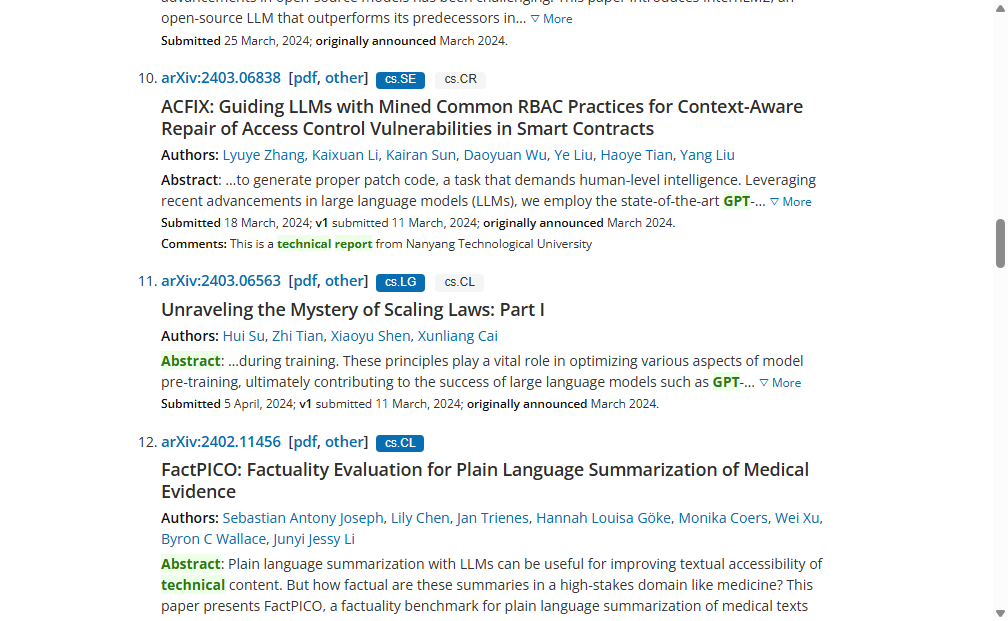 open-source LLM that outperforms its predecessors in... ▽ More
Submitted 25 March, 2024; originally announced March 2024.
10. arXiv:2403.06838 [pdf, other] cs.SE cs.CR
ACFIX: Guiding LLMs with Mined Common RBAC Practices for Context-Aware
Repair of Access Control Vulnerabilities in Smart Contracts
Authors: Lyuye Zhang, Kaixuan Li, Kairan Sun, Daoyuan Wu, Ye Liu, Haoye Tian, Yang Liu
Abstract: ...to generate proper patch code, a task that demands human-level intelligence. Leveraging
recent advancements in large language models (LLMs), we employ the state-of-the-art GPT-... ▽ More
Submitted 18 March, 2024; v1 submitted 11 March, 2024; originally announced March 2024.
Comments: This is a technical report from Nanyang Technological University
11. arXiv:2403.06563 [pdf, other] cs.LG cs.CL
Unraveling the Mystery of Scaling Laws: Part I
Authors: Hui Su, Zhi Tian, Xiaoyu Shen, Xunliang Cai
Abstract: ...during training. These principles play a vital role in optimizing various aspects of model
pre-training, ultimately contributing to the success of large language models such as GPT-... ▽ More
Submitted 5 April, 2024; v1 submitted 11 March, 2024; originally announced March 2024.
12. arXiv:2402.11456 [pdf, other] cs.CL
FactPICO: Factuality Evaluation for Plain Language Summarization of Medical
Evidence
Authors: Sebastian Antony Joseph, Lily Chen, Jan Trienes, Hannah Louisa Göke, Monika Coers, Wei Xu,
Byron C Wallace, Junyi Jessy Li
Abstract: Plain language summarization with LLMs can be useful for improving textual accessibility of
technical content. But how factual are these summaries in a high-stakes domain like medicine? This
paper presents FactPICO, a factuality benchmark for plain language summarization of medical texts